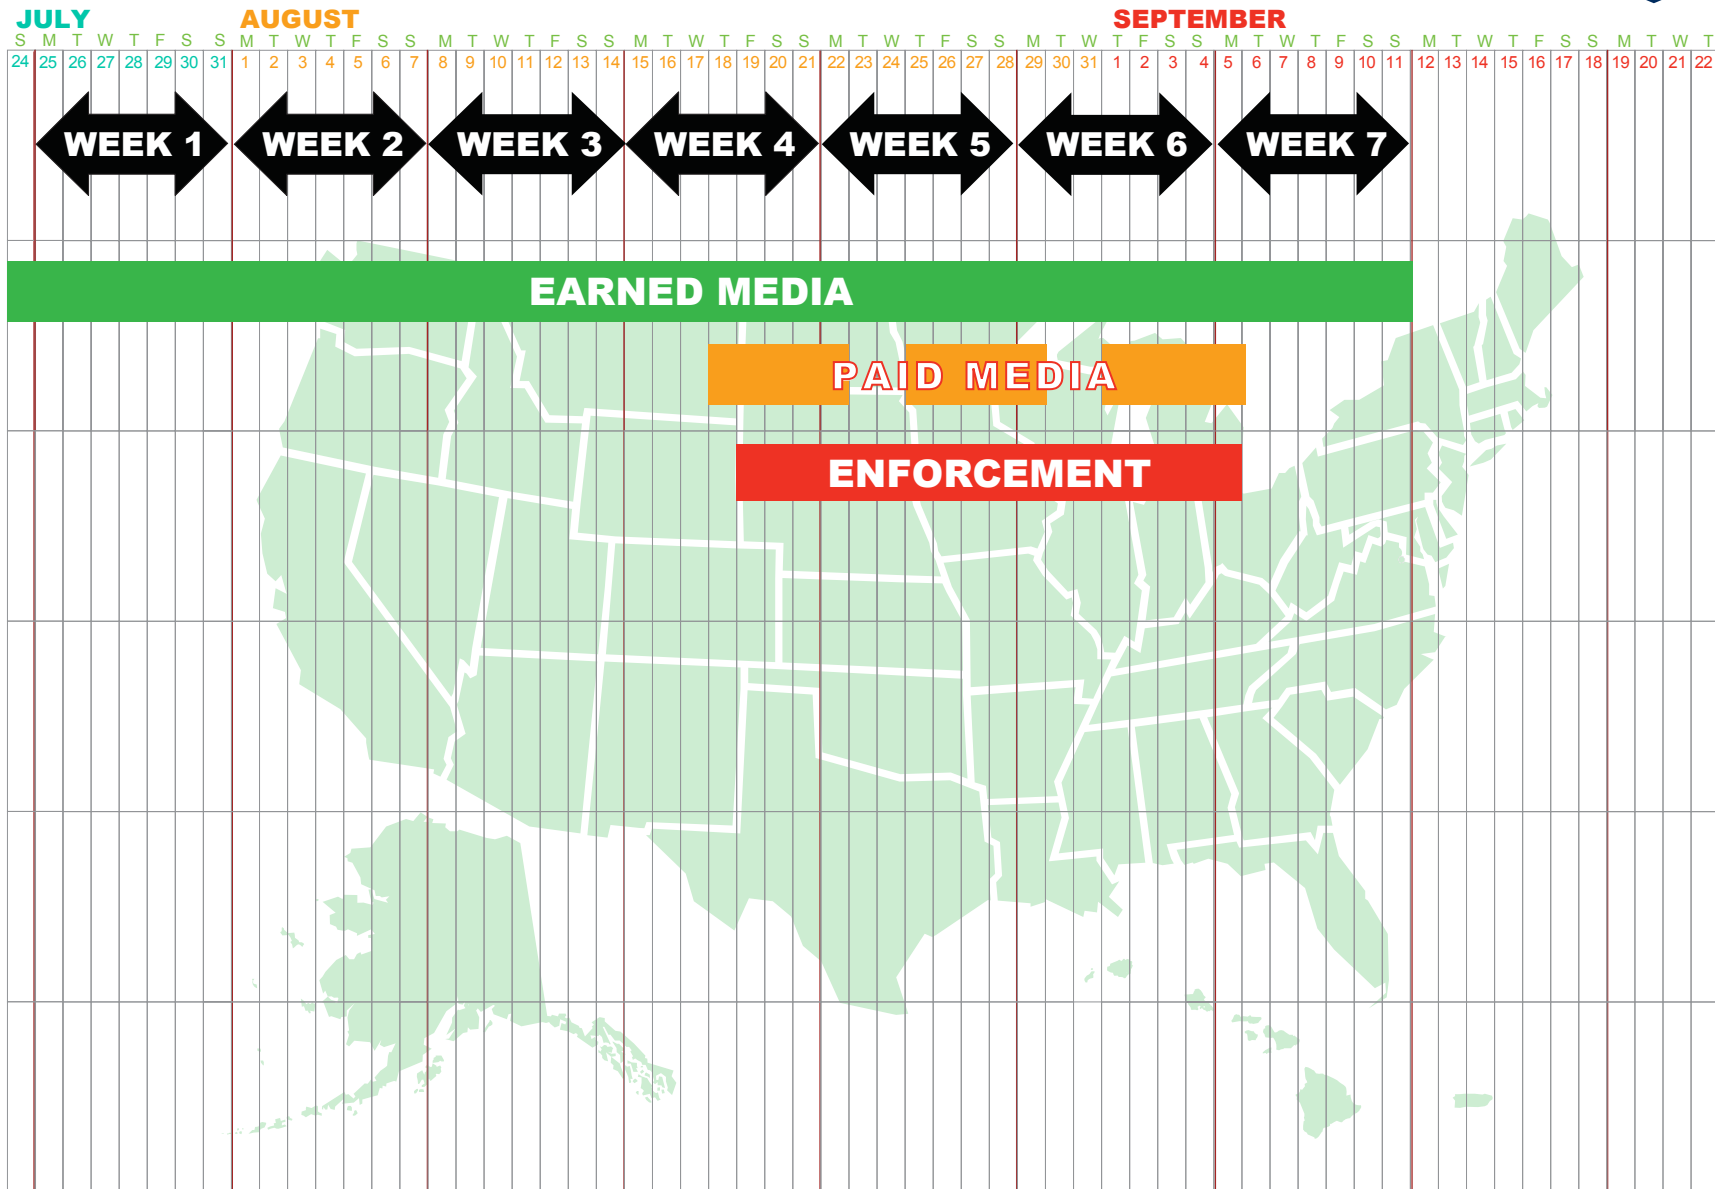 JULY AUGUST SEPTEMBER
S M T W T F S S M T W T F S S M T W T F S S M T W T F S S M T W T F S S M T W T F S S M T W T F S S M T W T F S S M T W T
24 25 26 27 28 29 30 31 1 2 3 4 5 6 7 8 9 10 11 12 13 14 15 16 17 18 19 20 21 22 23 24 25 26 27 28 29 30 31 1 2 3 4 5 6 7 8 9 10 11 12 13 14 15 16 17 18 19 20 21 22
WEEK 1 WEEK 2 WEEK 3 WEEK 4 WEEK 5 WEEK 6 WEEK 7
EARNED MEDIA
PAID MEDIA
ENFORCEMENT